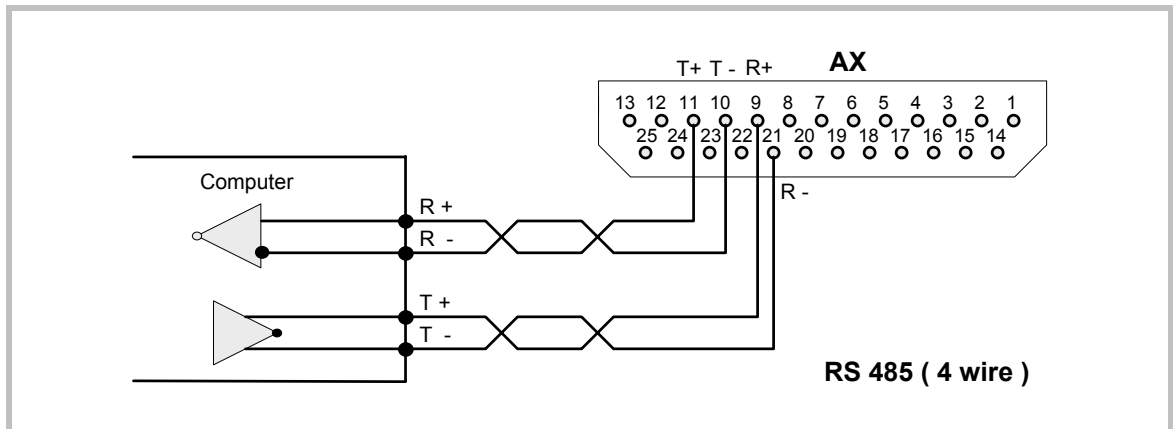 AX
T+ T - R+
13 12 11 10 9 8 7 6 5 4 3 2 1
25 24 23 22 21 20 19 18 17 16 15 14
R -
Computer
R +
R -
T +
T -
RS 485 ( 4 wire )